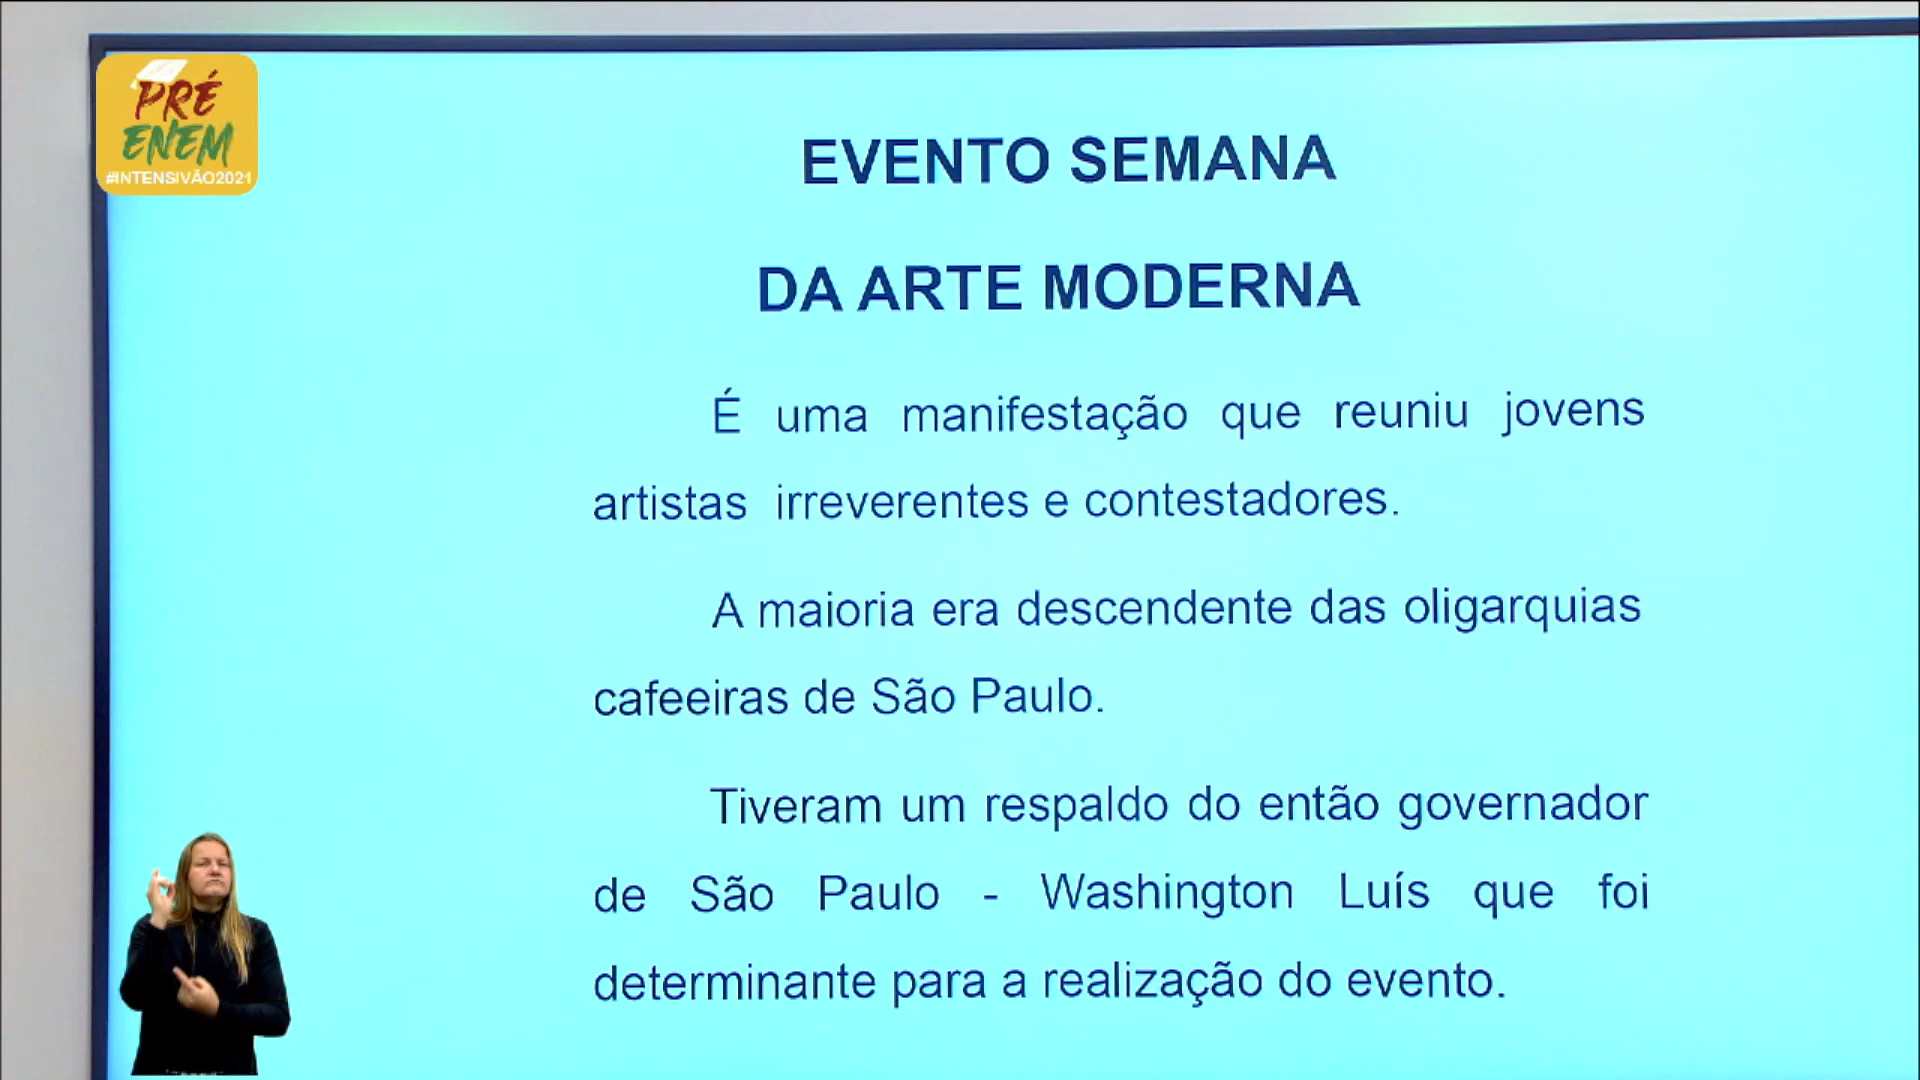 PRÉ
ENEM
#INTENSIVÃO2021
EVENTO SEMANA
DA ARTE MODERNA
É uma manifestação que reuniu jovens
artistas irreverentes e contestadores.
A maioria era descendente das oligarquias
cafeeiras de São Paulo.
Tiveram um respaldo do então governador
de São Paulo - Washington Luís que foi
determinante para a realização do evento.